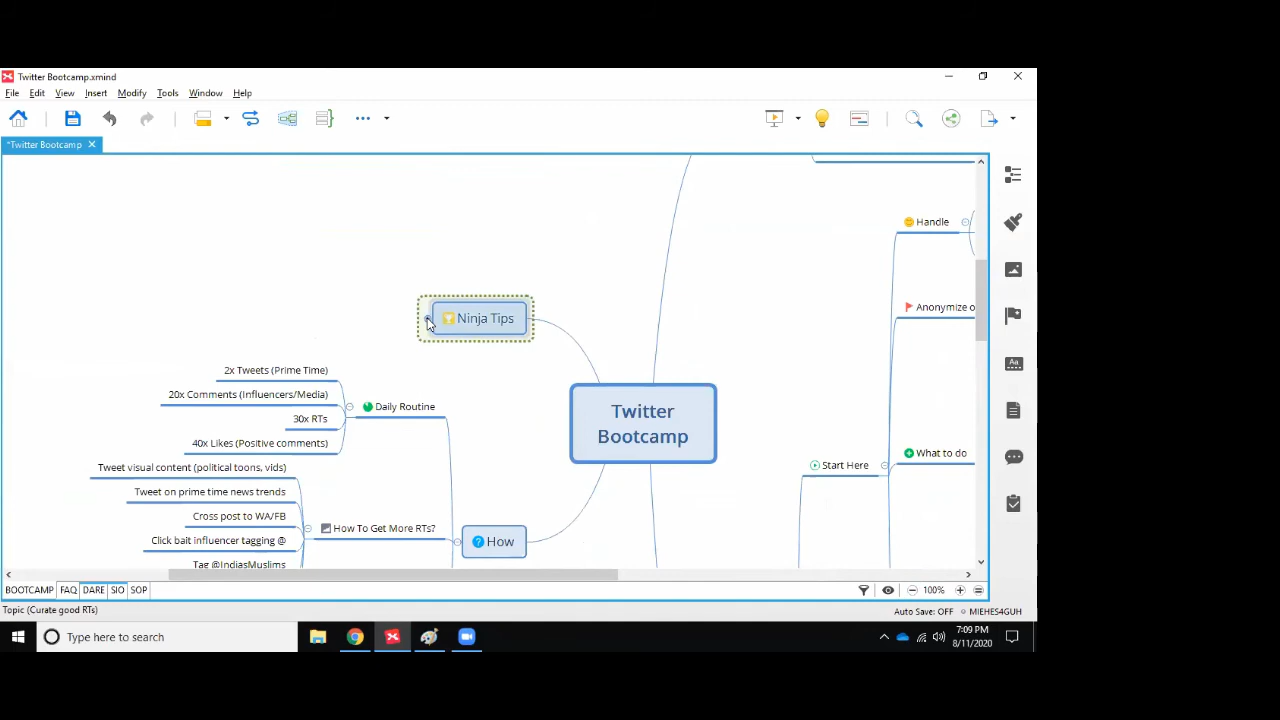 Twitter Bootcamp.xmind
File Edit View Insert Modify Tools Window Help
*Twitter Bootcamp
Handle
Anonymize o
Ninja Tips
2x Tweets (Prime Time)
20x Comments (Influencers/Media)
30x RTs
40x Likes (Positive comments)
Daily Routine
Twitter
Bootcamp
What to do
Start Here
Tweet visual content (political toons, vids)
Tweet on prime time news trends
Cross post to WA/FB
Click bait influencer tagging @
Tag @IndiasMuslims
How To Get More RTs?
How
BOOTCAMP FAQ DARE SIO SOP
100%
Topic (Curate good RTs)
Auto Save: OFF MIEHES4GUH
Type here to search
7:09 PM
8/11/2020